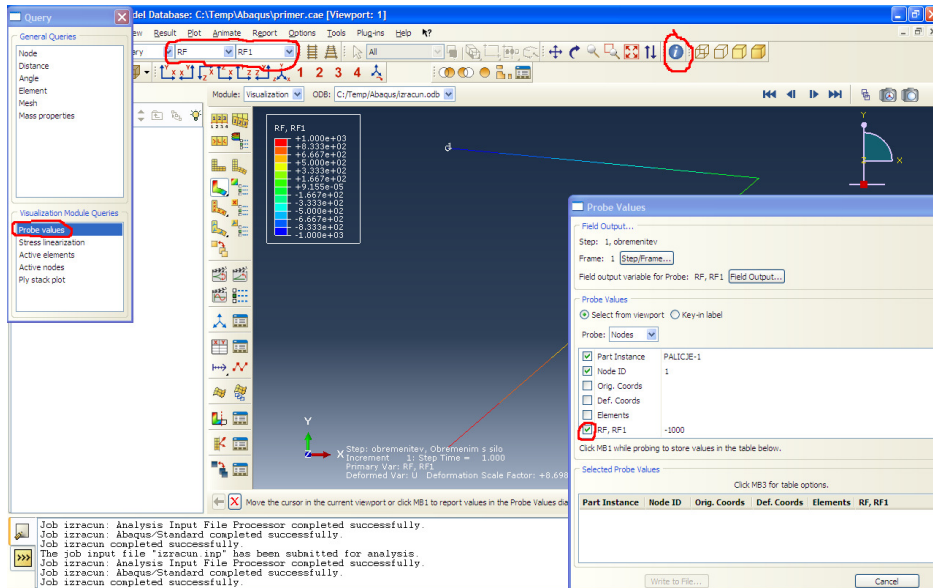 Query
del Database: C:\Temp\Abaqus\primer.cae [Viewport: 1]
ew Result Plot Animate Report Options Tools Plug-ins Help
General Queries
Node
Distance
Angle
Element
Mesh
Mass properties
ary RF RF1 All
1 2 3 4
Module: Visualization ODB: C:/Temp/Abaqus/izracun.odb
RF, RF1
+1.000e+03
+8.333e+02
+6.667e+02
+5.000e+02
+3.333e+02
+1.667e+02
+9.155e-05
-1.667e+02
-3.333e+02
-5.000e+02
-6.667e+02
-8.333e+02
-1.000e+03
Y
X
Z
Visualization Module Queries
Probe values
Stress linearization
Active elements
Active nodes
Ply stack plot
Probe Values
Field Output...
Step: 1, obremenitev
Frame: 1 Step/Frame...
Field output variable for Probe: RF, RF1 Field Output...
Probe Values
Select from viewport Key-in label
Probe: Nodes
Part Instance PALICJE-1
Node ID 1
Orig. Coords
Def. Coords
Elements
RF, RF1 -1000
Click MB1 while probing to store values in the table below.
Selected Probe Values
Click MB3 for table options.
Part Instance Node ID Orig. Coords Def. Coords Elements RF, RF1
Write to File... Cancel
Y
X
Step: obremenitev, Obremenim s silo
Increment 1: Step Time = 1.000
Primary Var: RF, RF1
Deformed Var: U Deformation Scale Factor: +8.698
Move the cursor in the current viewport or click MB1 to report values in the Probe Values dia
Job izracun: Analysis Input File Processor completed successfully.
Job izracun: Abaqus/Standard completed successfully.
Job izracun completed successfully.
The job input file "izracun.inp" has been submitted for analysis.
Job izracun: Analysis Input File Processor completed successfully.
Job izracun: Abaqus/Standard completed successfully.
Job izracun completed successfully.